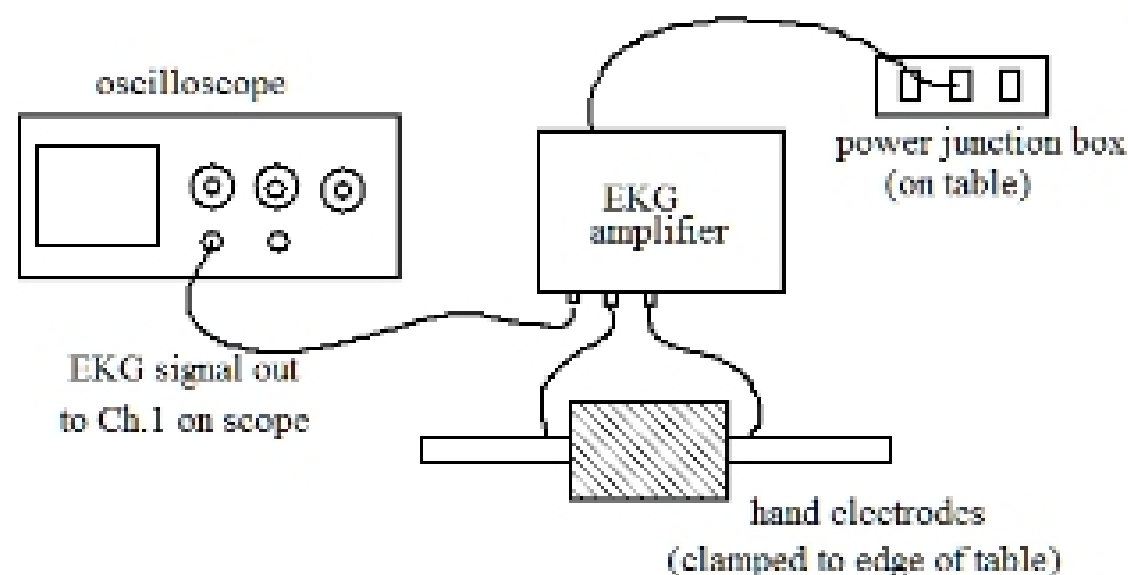 oscilloscope
power junction box
(on table)
EKG
amplifier
EKG signal out
to Ch.1 on scope
hand electrodes
(clamped to edge of table)